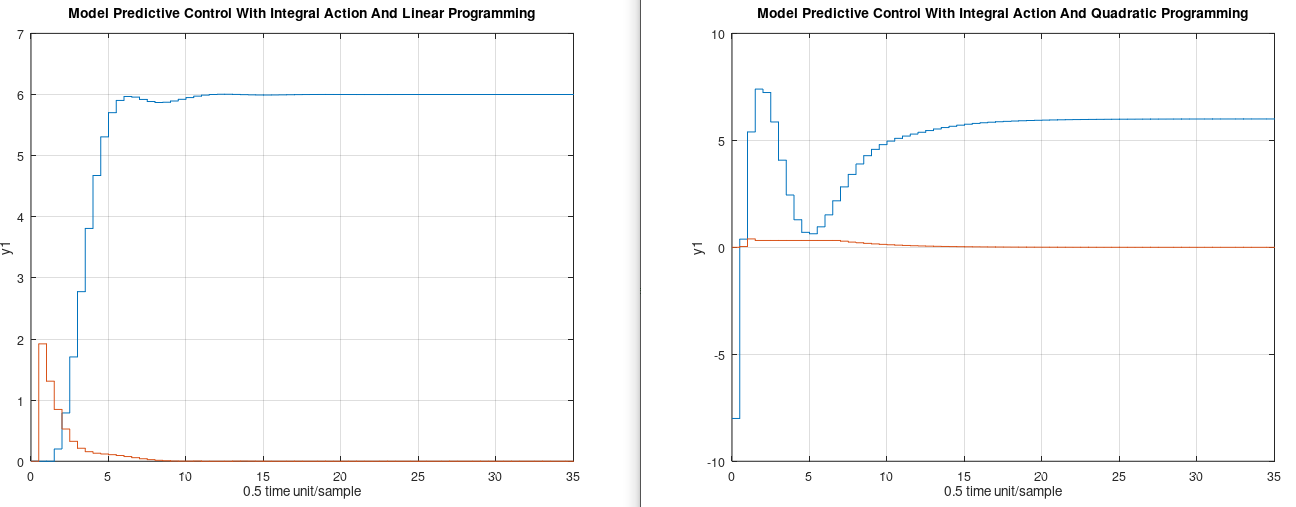 Model Predictive Control With Integral Action And Linear Programming
7
6
5
4
3
2
1
0
y1
0 5 10 15 20 25 30 35
0.5 time unit/sample
Model Predictive Control With Integral Action And Quadratic Programming
10
5
0
-5
-10
y1
0 5 10 15 20 25 30 35
0.5 time unit/sample